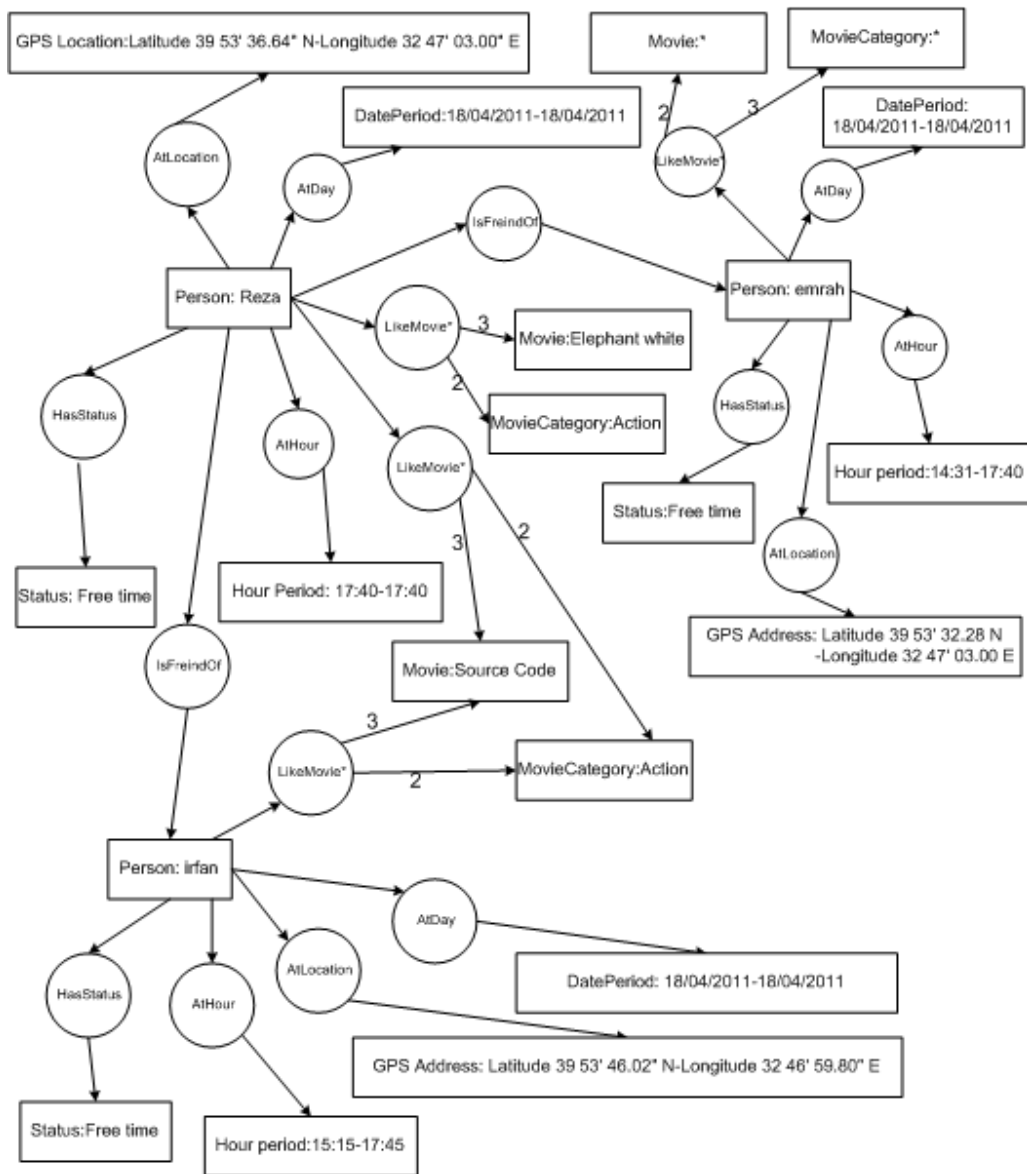 GPS Location:Latitude 39 53' 36.64" N-Longitude 32 47' 03.00" E
Movie:*
MovieCategory:*
DatePeriod:18/04/2011-18/04/2011
DatePeriod:
18/04/2011-18/04/2011
2
3
AtLocation
LikeMovie*
AtDay
AtDay
IsFreindOf
Person: Reza
Person: emrah
LikeMovie*
3
Movie:Elephant white
AtHour
2
HasStatus
HasStatus
MovieCategory:Action
AtHour
LikeMovie*
Hour period:14:31-17:40
Status:Free time
2
3
AtLocation
Status: Free time
Hour Period: 17:40-17:40
GPS Address: Latitude 39 53' 32.28 N
-Longitude 32 47' 03.00 E
IsFreindOf
Movie:Source Code
3
LikeMovie*
2
MovieCategory:Action
Person: irfan
AtDay
AtLocation
DatePeriod: 18/04/2011-18/04/2011
HasStatus
AtHour
GPS Address: Latitude 39 53' 46.02" N-Longitude 32 46' 59.80" E
Status:Free time
Hour period:15:15-17:45